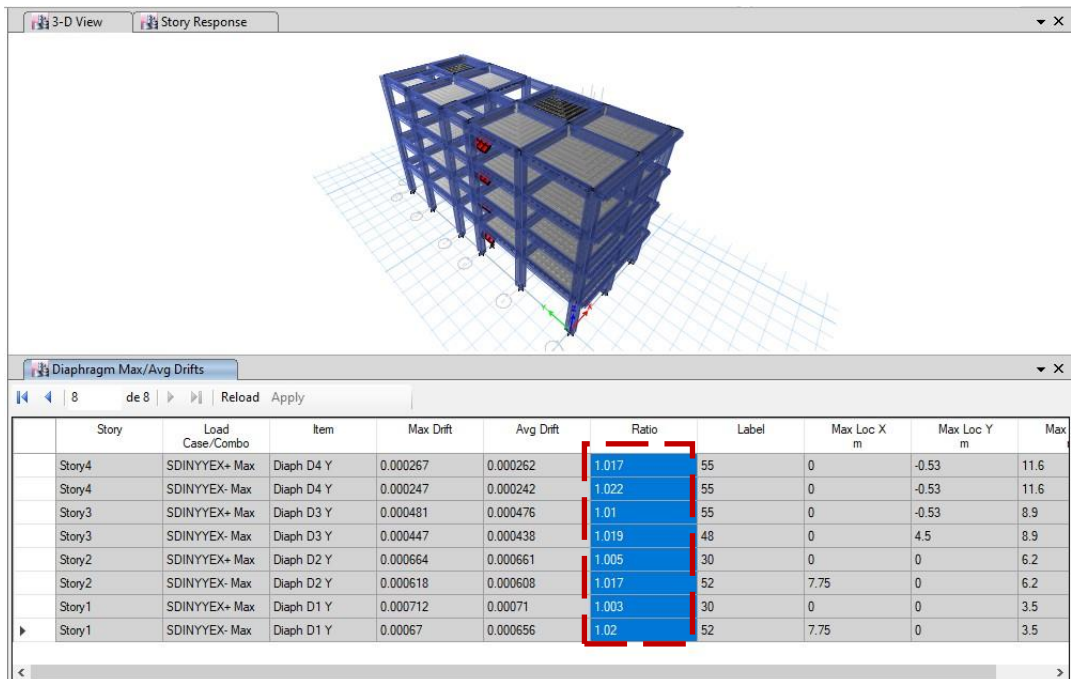 3-D View Story Response
Diaphragm Max/Avg Drifts
8 de 8 Reload Apply
Story Load Case/Combo Item Max Drift Avg Drift Ratio Label Max Loc X m Max Loc Y m Max
Story4 SDINYYEX+ Max Diaph D4 Y 0.000267 0.000262 1.017 55 0 -0.53 11.6
Story4 SDINYYEX- Max Diaph D4 Y 0.000247 0.000242 1.022 55 0 -0.53 11.6
Story3 SDINYYEX+ Max Diaph D3 Y 0.000481 0.000476 1.01 55 0 -0.53 8.9
Story3 SDINYYEX- Max Diaph D3 Y 0.000447 0.000438 1.019 48 0 4.5 8.9
Story2 SDINYYEX+ Max Diaph D2 Y 0.000664 0.000661 1.005 30 0 0 6.2
Story2 SDINYYEX- Max Diaph D2 Y 0.000618 0.000608 1.017 52 7.75 0 6.2
Story1 SDINYYEX+ Max Diaph D1 Y 0.000712 0.00071 1.003 30 0 0 3.5
Story1 SDINYYEX- Max Diaph D1 Y 0.00067 0.000656 1.02 52 7.75 0 3.5